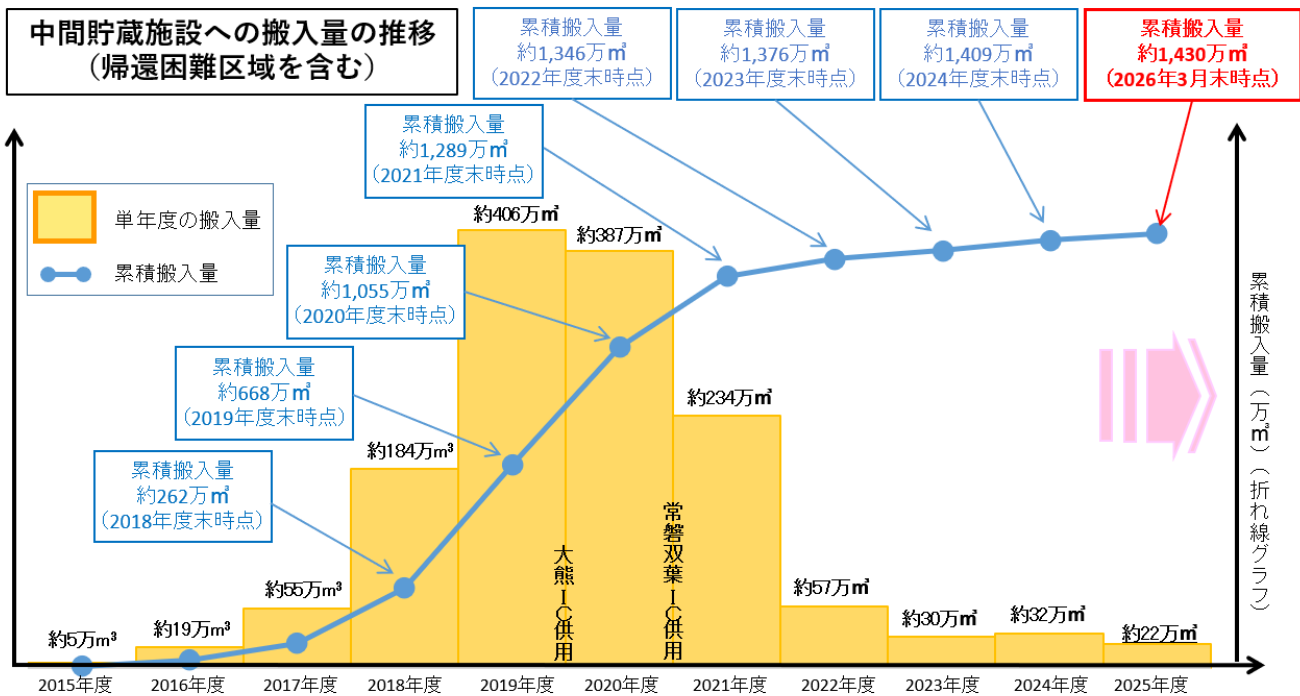 中間貯蔵施設への搬入量の推移
（帰還困難区域を含む）
累積搬入量
約1,346万㎥
（2022年度末時点）
累積搬入量
約1,376万㎥
（2023年度末時点）
累積搬入量
約1,409万㎥
（2024年度末時点）
累積搬入量
約1,430万㎥
（2026年3月末時点）
累積搬入量
約1,289万㎥
（2021年度末時点）
単年度の搬入量
累積搬入量
約406万㎥
約387万㎥
累積搬入量
約1,055万㎥
（2020年度末時点）
累積搬入量
約668万㎥
（2019年度末時点）
約234万㎥
約184万m³
累積搬入量
約262万㎥
（2018年度末時点）
大熊IC供用
常磐双葉IC供用
約5万m³
約19万m³
約55万m³
約57万㎥
約30万㎥
約32万㎥
約22万㎥
累積搬入量（万㎥）（折れ線グラフ）
2015年度
2016年度
2017年度
2018年度
2019年度
2020年度
2021年度
2022年度
2023年度
2024年度
2025年度